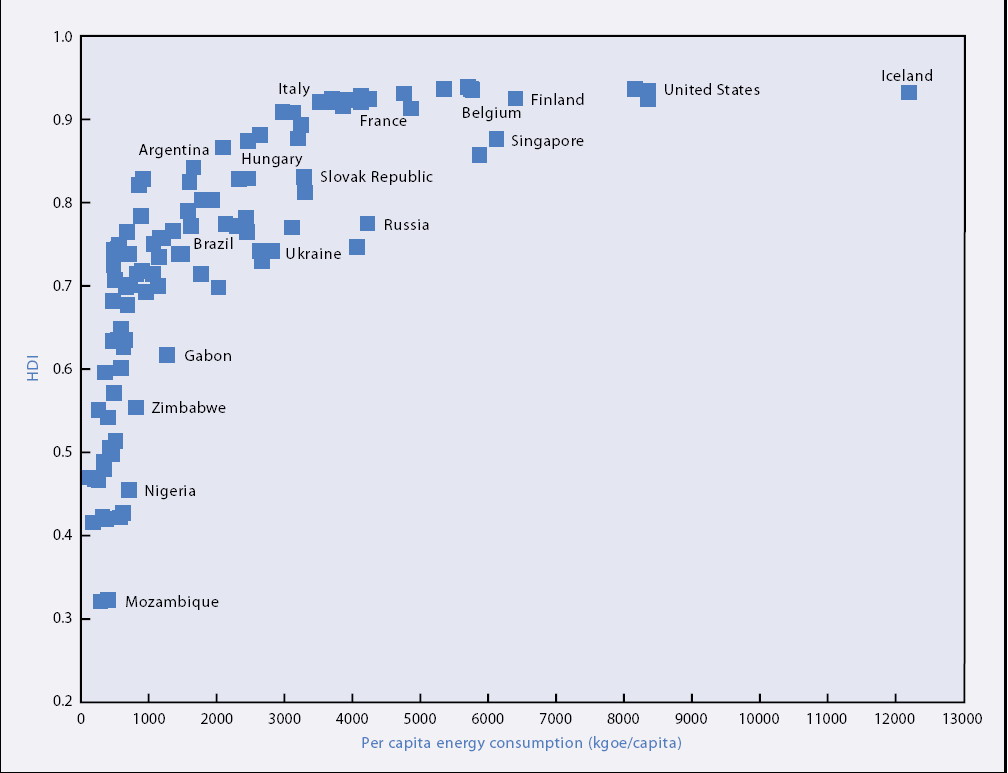 1.0
Iceland
Italy
United States
Finland
0.9
France
Belgium
Argentina
Hungary
Singapore
Slovak Republic
0.8
Russia
Brazil
Ukraine
0.7
HDI
Gabon
0.6
Zimbabwe
0.5
Nigeria
0.4
Mozambique
0.3
0.2
0 1000 2000 3000 4000 5000 6000 7000 8000 9000 10000 11000 12000 13000
Per capita energy consumption (kgoe/capita)